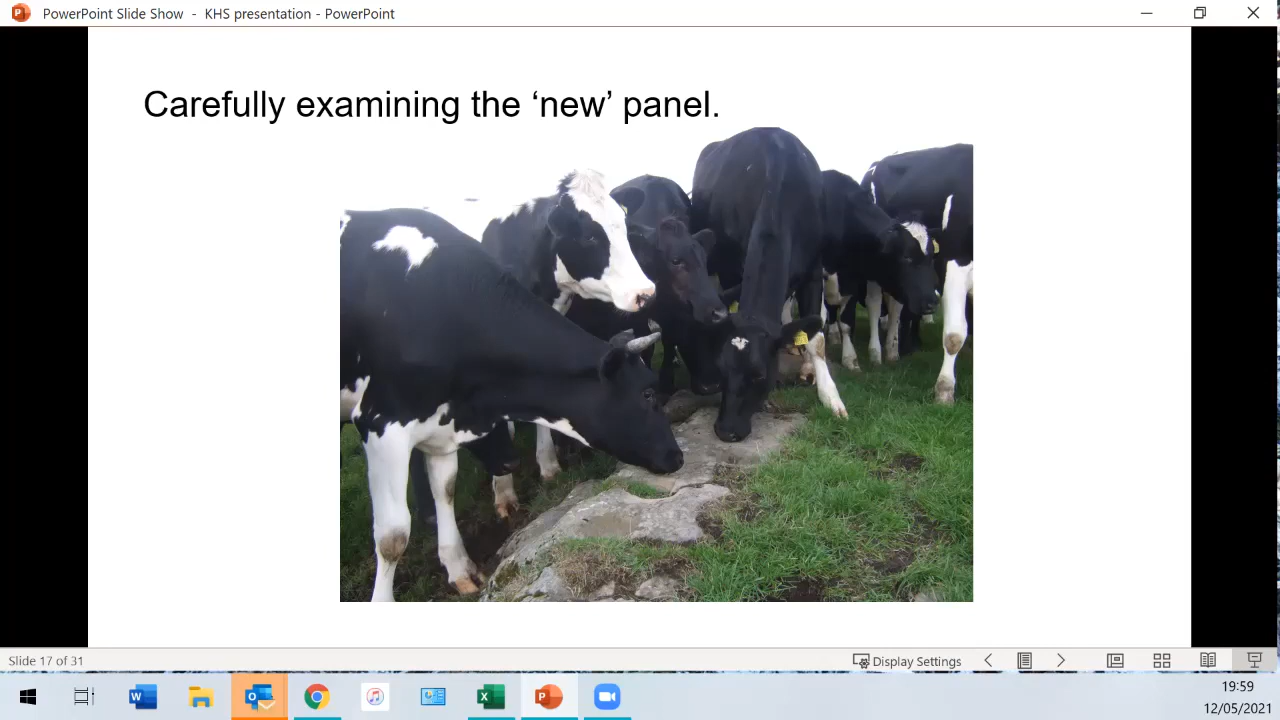 PowerPoint Slide Show - KHS presentation - PowerPoint
Carefully examining the ‘new’ panel.
Slide 17 of 31
Display Settings
19:59
12/05/2021